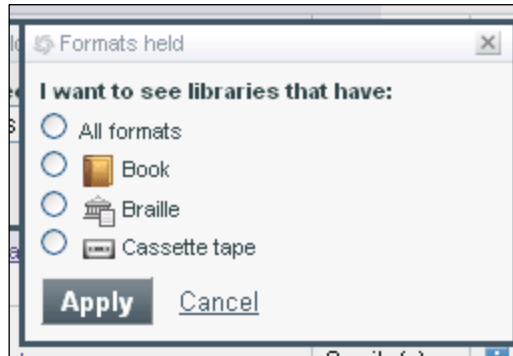 Formats held
I want to see libraries that have:
All formats
Book
Braille
Cassette tape
Apply Cancel